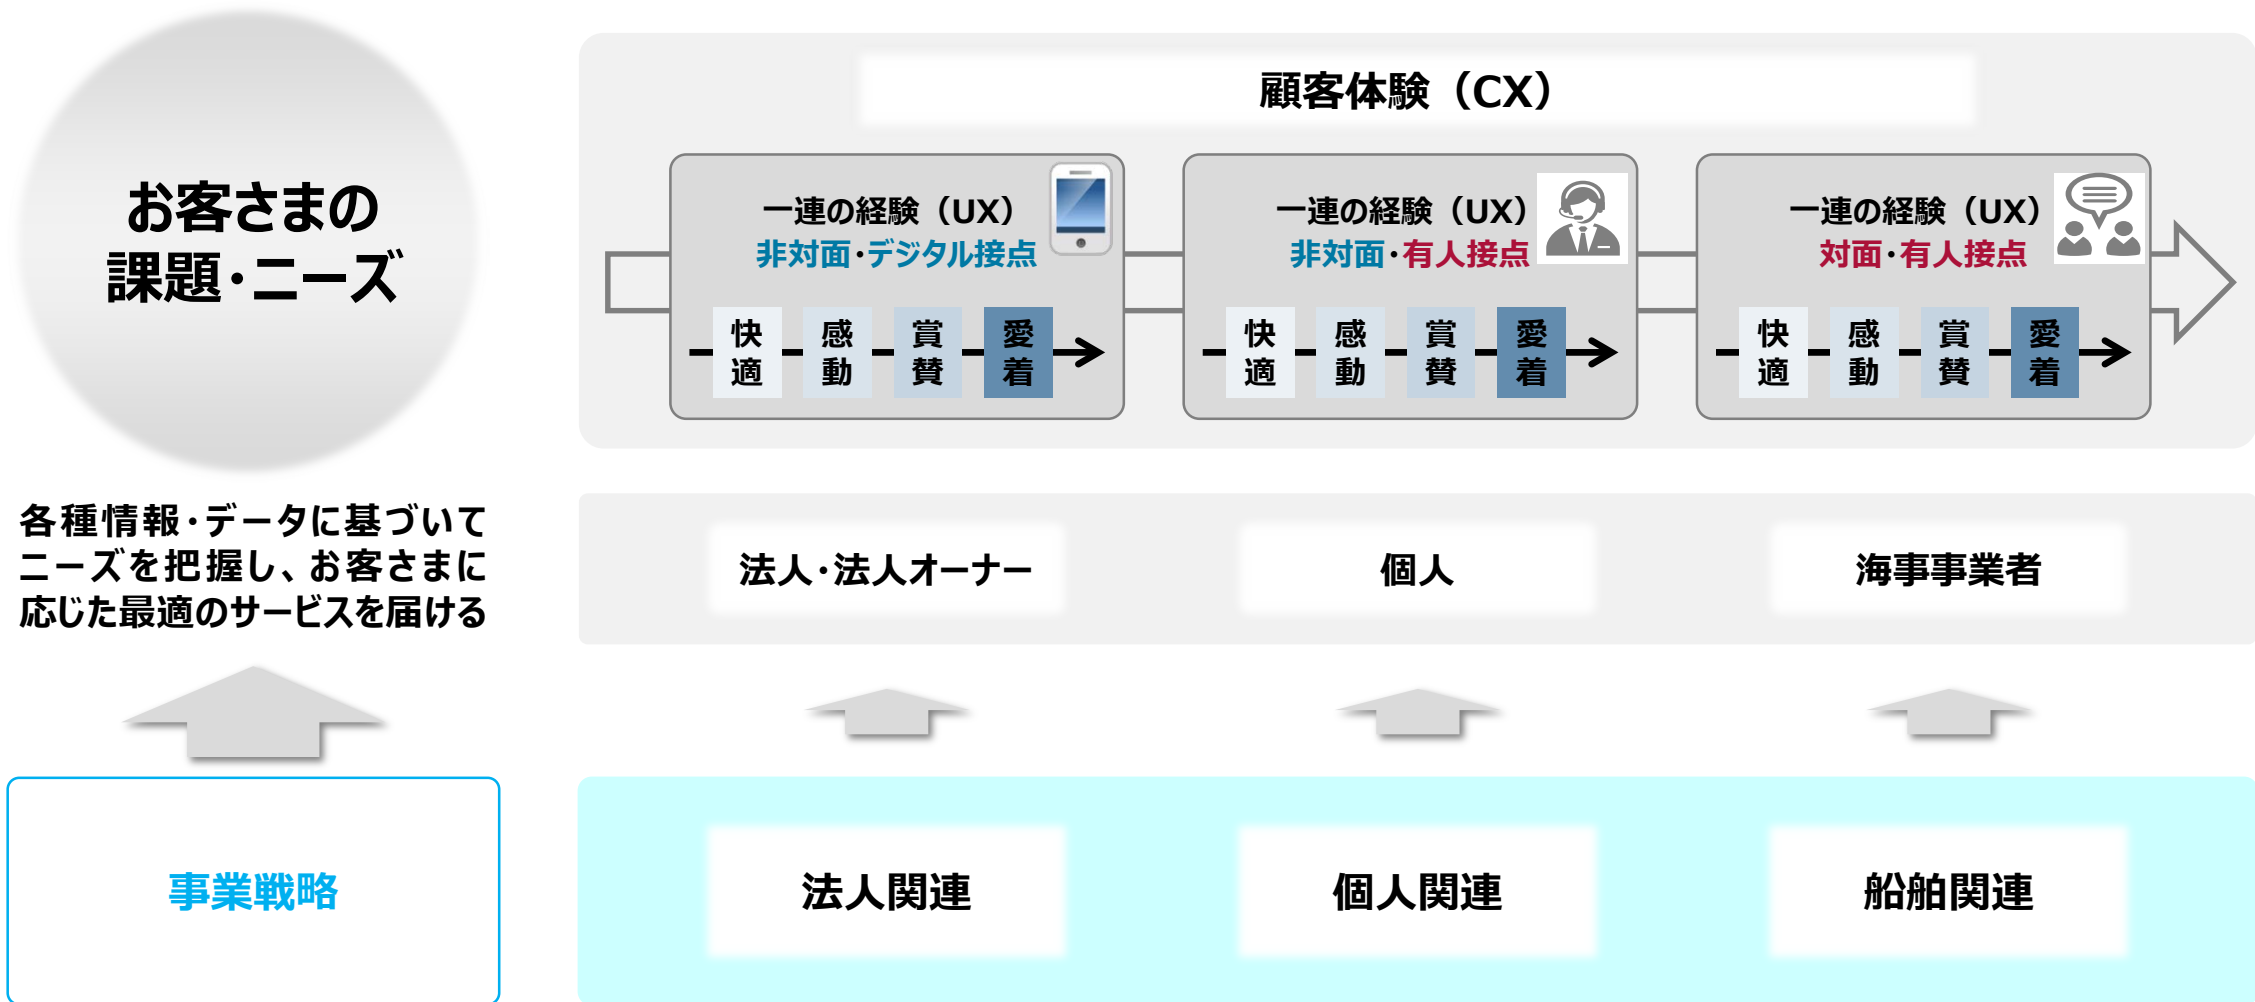 お客さまの
課題・ニーズ
各種情報・データに基づいて
ニーズを把握し、お客さまに
応じた最適のサービスを届ける
事業戦略
顧客体験（CX）
一連の経験（UX）
非対面・デジタル接点
快適
感動
賞賛
愛着
一連の経験（UX）
非対面・有人接点
快適
感動
賞賛
愛着
一連の経験（UX）
対面・有人接点
快適
感動
賞賛
愛着
法人・法人オーナー
個人
海事事業者
法人関連
個人関連
船舶関連